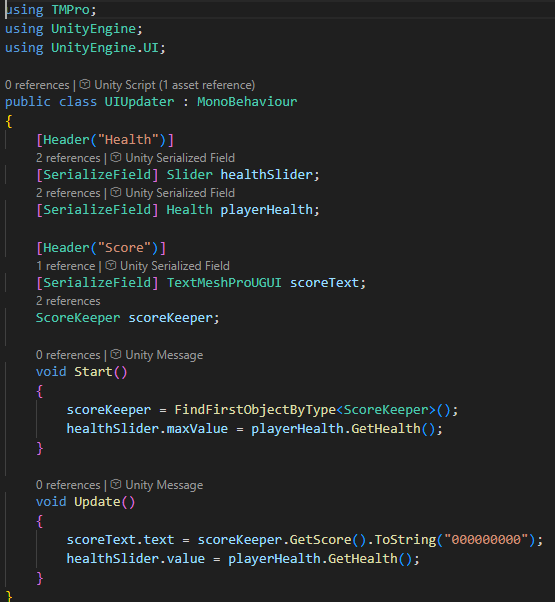 using TMPro;
using UnityEngine;
using UnityEngine.UI;
0 references | Unity Script (1 asset reference)
public class UIUpdater : MonoBehaviour
{
[Header("Health")]
2 references | Unity Serialized Field
[SerializeField] Slider healthSlider;
2 references | Unity Serialized Field
[SerializeField] Health playerHealth;
[Header("Score")]
1 reference | Unity Serialized Field
[SerializeField] TextMeshProUGUI scoreText;
2 references
ScoreKeeper scoreKeeper;
0 references | Unity Message
void Start()
{
scoreKeeper = FindFirstObjectByType<ScoreKeeper>();
healthSlider.maxValue = playerHealth.GetHealth();
}
0 references | Unity Message
void Update()
{
scoreText.text = scoreKeeper.GetScore().ToString("000000000");
healthSlider.value = playerHealth.GetHealth();
}
}